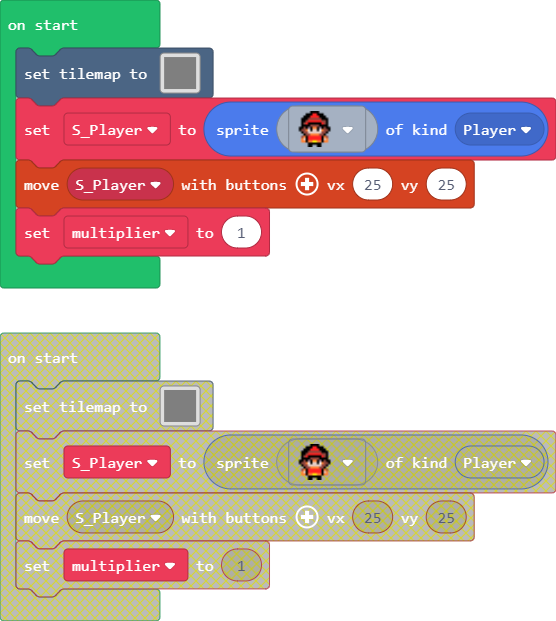 on start
set tilemap to
set S_Player to sprite of kind Player
move S_Player with buttons vx 25 vy 25
set multiplier to 1
on start
set tilemap to
set S_Player to sprite of kind Player
move S_Player with buttons vx 25 vy 25
set multiplier to 1